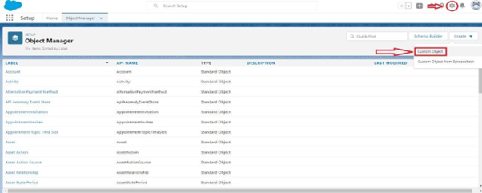 Search Setup
Setup Home Object Manager
SETUP
Object Manager
Quick Find Schema Builder Create
Custom Object
Custom Object from Spreadsheet
LABEL API NAME TYPE DESCRIPTION LAST MODIFIED
Account Account Standard Object
Activity Activity Standard Object
Alternative Payment Method AlternativePaymentMethod Standard Object
API Anomaly Event Store ApiAnomalyEventStore Standard Object
Appointment Invitation AppointmentInvitation Standard Object
Appointment Invitee AppointmentInvitee Standard Object
Appointment Topic Time Slot AppointmentTopicTimeSlot Standard Object
Asset Asset Standard Object
Asset Action AssetAction Standard Object
Asset Action Source AssetActionSource Standard Object
Asset Relationship AssetRelationship Standard Object
Asset State Period AssetStatePeriod Standard Object